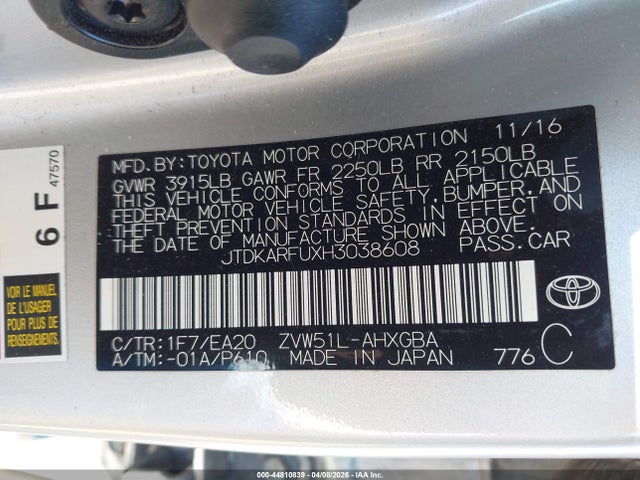 MFD.BY:TOYOTA MOTOR CORPORATION 11/16
GVWR 3915LB GAWR FR 2250LB RR 2150LB
THIS VEHICLE CONFORMS TO ALL APPLICABLE
FEDERAL MOTOR VEHICLE SAFETY, BUMPER, AND
THEFT PREVENTION STANDARDS IN EFFECT ON
THE DATE OF MANUFACTURE SHOWN ABOVE.
JTDKARFUXH3038608 PASS.CAR
C/TR:1F7/EA20 ZVW51L-AHXGBA
A/TM:-01A/P610 MADE IN JAPAN 776 C
6 F
47570
VOIR LE MANUEL
DE L'USAGER
POUR PLUS
D'INFORMATION
© 44810839 - 04/08/2026 - IAA Inc.